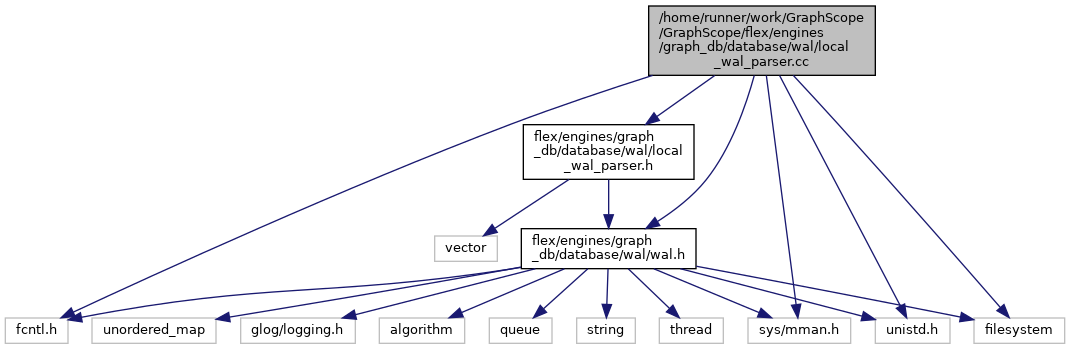 /home/runner/work/GraphScope
/GraphScope/flex/engines
/graph_db/database/wal/local
_wal_parser.cc
flex/engines/graph
_db/database/wal/local
_wal_parser.h
vector
flex/engines/graph
_db/database/wal/wal.h
fcntl.h
unordered_map
glog/logging.h
algorithm
queue
string
thread
sys/mman.h
unistd.h
filesystem